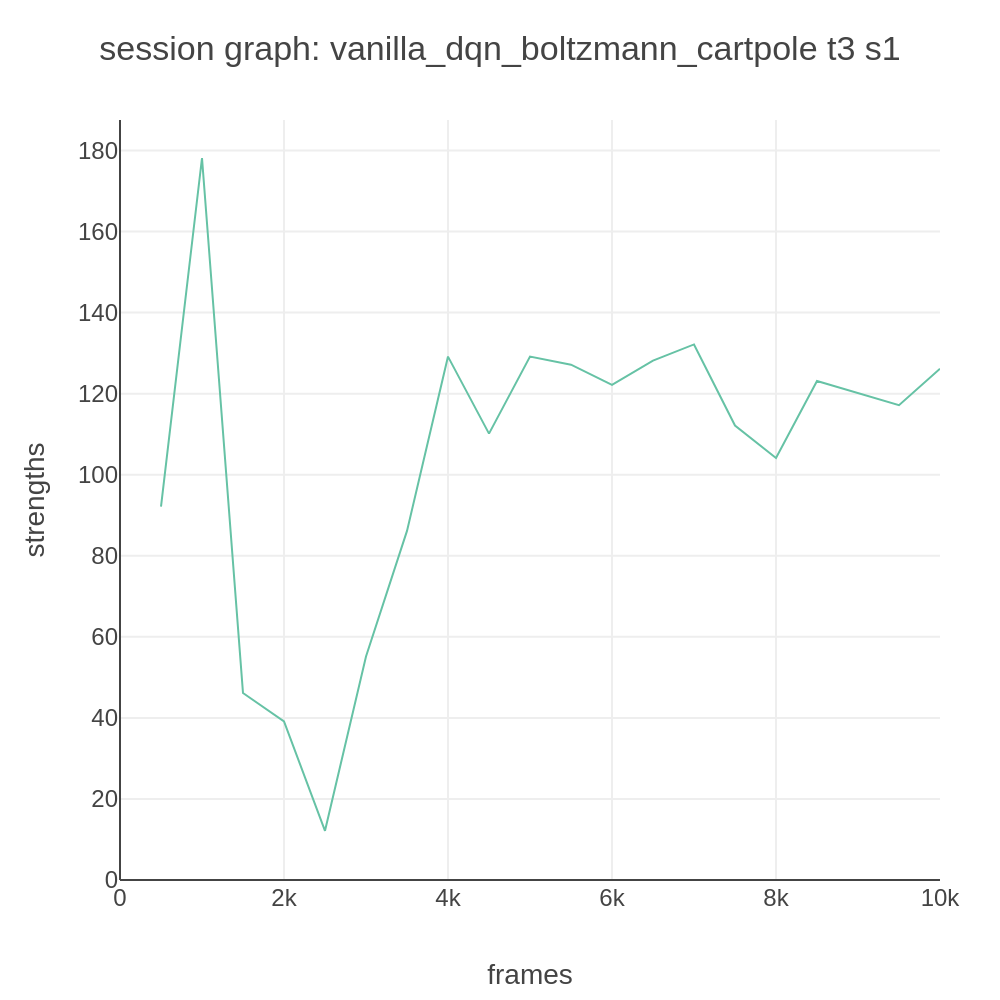 session graph: vanilla_dqn_boltzmann_cartpole t3 s1
180
160
140
120
100
80
60
40
20
0
strengths
0 2k 4k 6k 8k 10k
frames